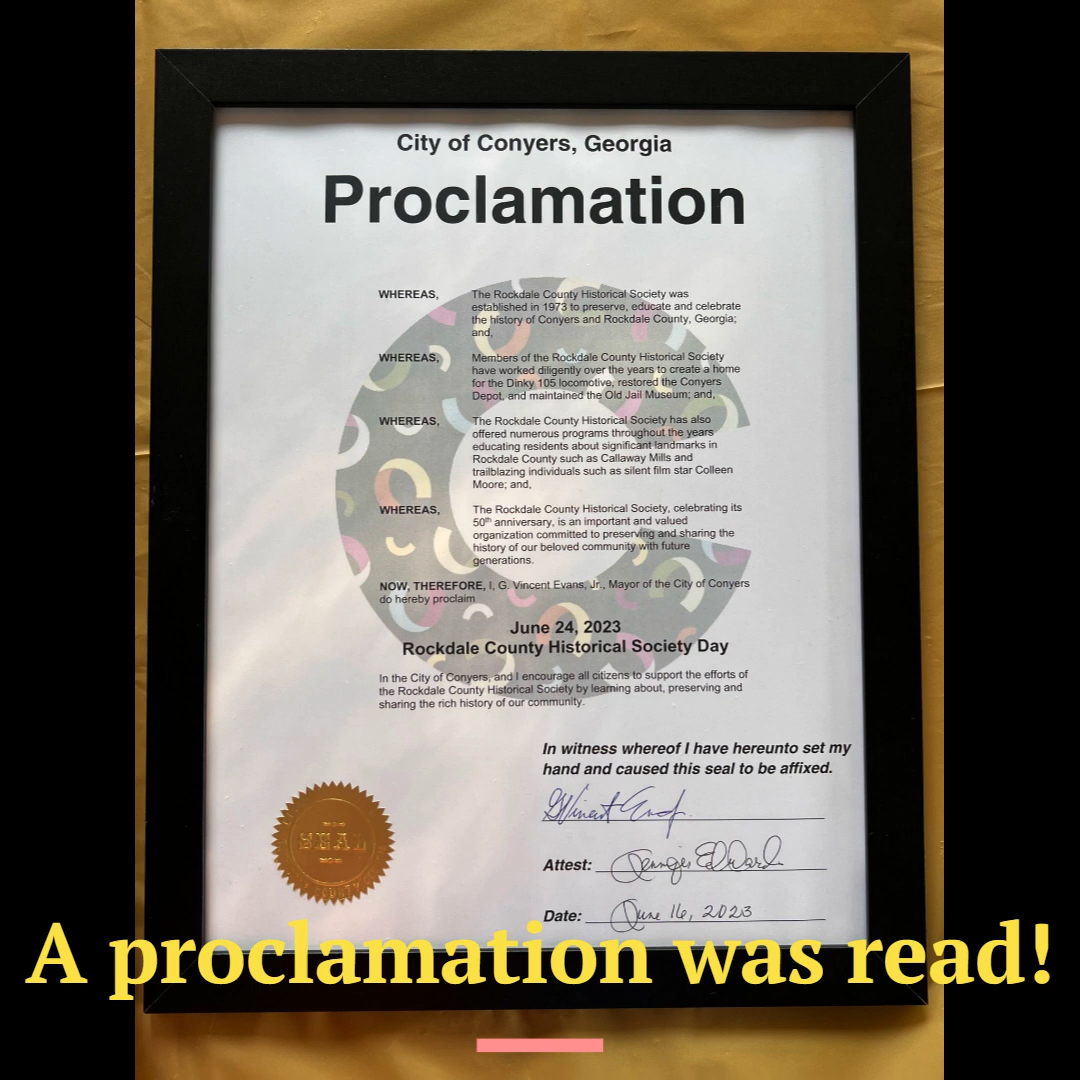 City of Conyers, Georgia
Proclamation
WHEREAS, The Rockdale County Historical Society was
established in 1973 to preserve, educate and celebrate
the history of Conyers and Rockdale County, Georgia;
and,
WHEREAS, Members of the Rockdale County Historical Society
have worked diligently over the years to create a home
for the Dinky 105 locomotive, restored the Conyers
Depot, and maintained the Old Jail Museum; and,
WHEREAS, The Rockdale County Historical Society has also
offered numerous programs throughout the years
educating residents about significant landmarks in
Rockdale County such as Callaway Mills and
trailblazing individuals such as silent film star Colleen
Moore; and,
WHEREAS, The Rockdale County Historical Society, celebrating its
50th anniversary, is an important and valued
organization committed to preserving and sharing the
history of our beloved community with future
generations.
NOW, THEREFORE, I, G. Vincent Evans, Jr., Mayor of the City of Conyers
do hereby proclaim
June 24, 2023
Rockdale County Historical Society Day
In the City of Conyers, and I encourage all citizens to support the efforts of
the Rockdale County Historical Society by learning about, preserving and
sharing the rich history of our community.
In witness whereof I have hereunto set my
hand and caused this seal to be affixed.
Attest: Jennifer Edwards
Date: June 16, 2023
SEAL
COUNTY
A proclamation was read!